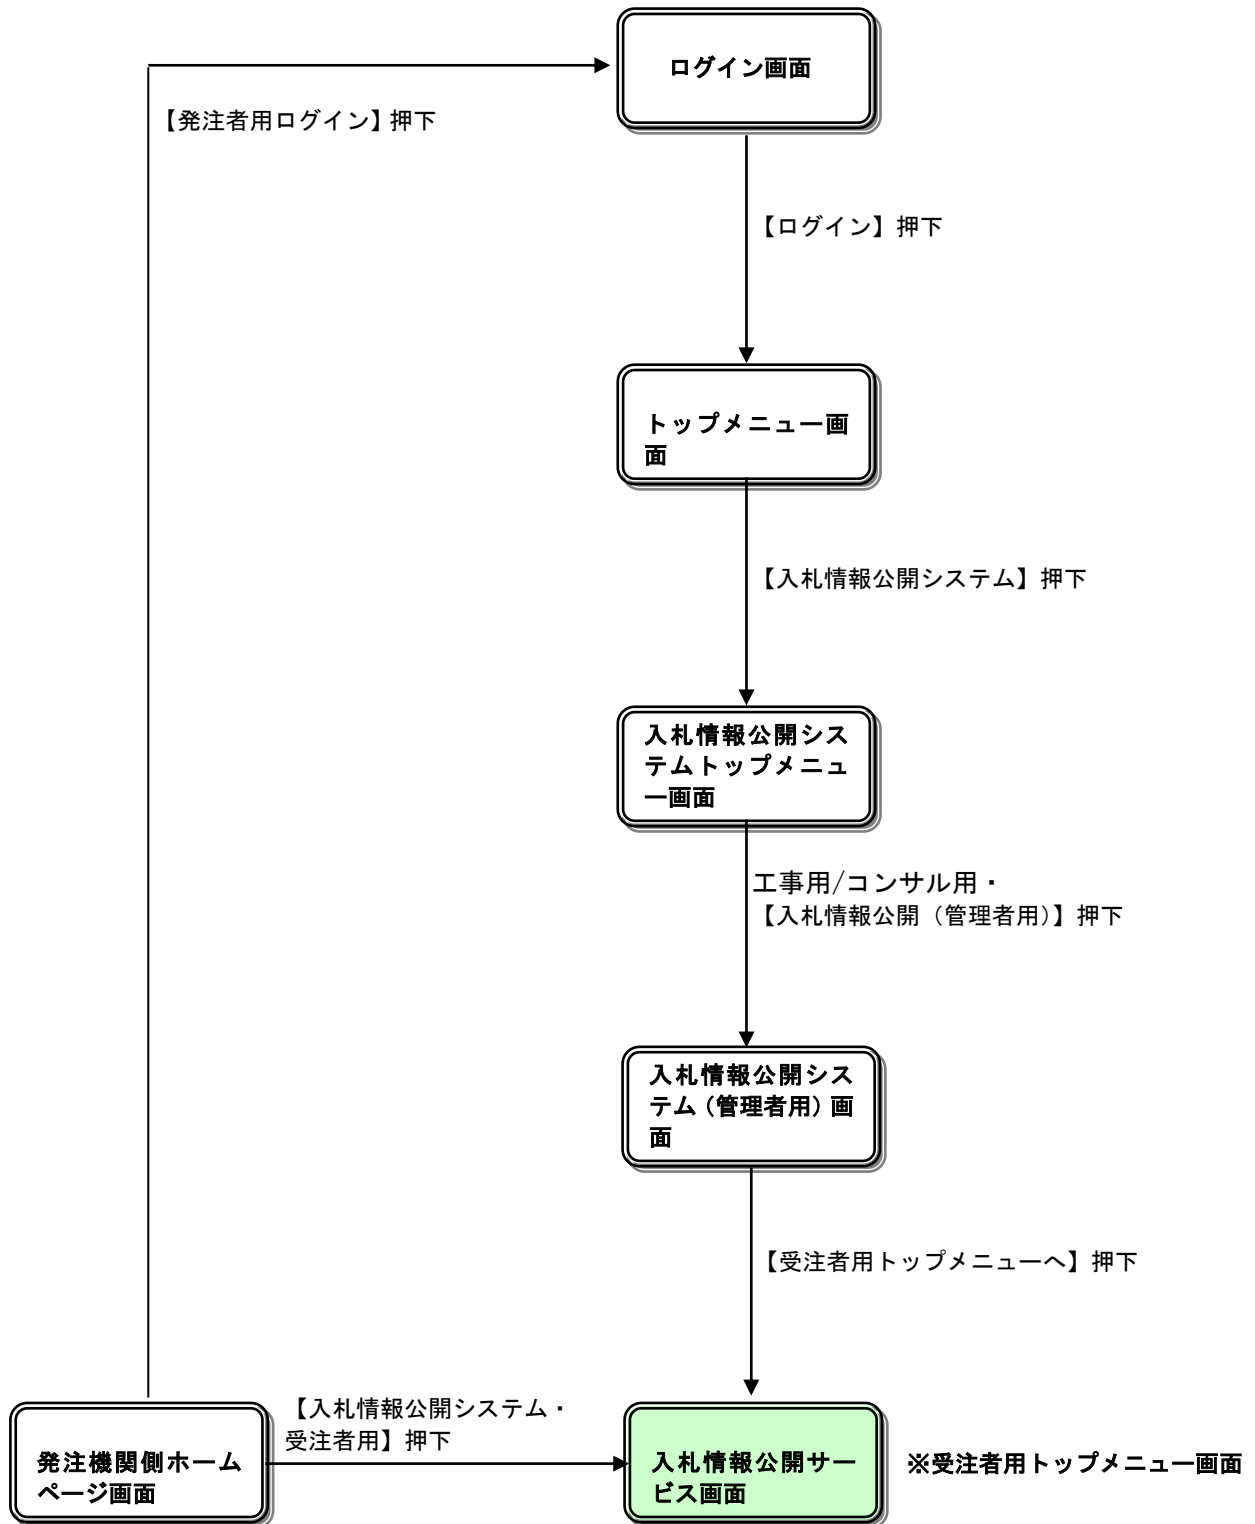 ログイン画面
【発注者用ログイン】押下
【ログイン】押下
トップメニュー画
面
【入札情報公開システム】押下
入札情報公開シス
テムトップメニュ
ー画面
工事用/コンサル用・
【入札情報公開（管理者用）】押下
入札情報公開シス
テム（管理者用）画
面
【受注者用トップメニューへ】押下
【入札情報公開システム・
受注者用】押下
発注機関側ホーム
ページ画面
入札情報公開サー
ビス画面
※受注者用トップメニュー画面